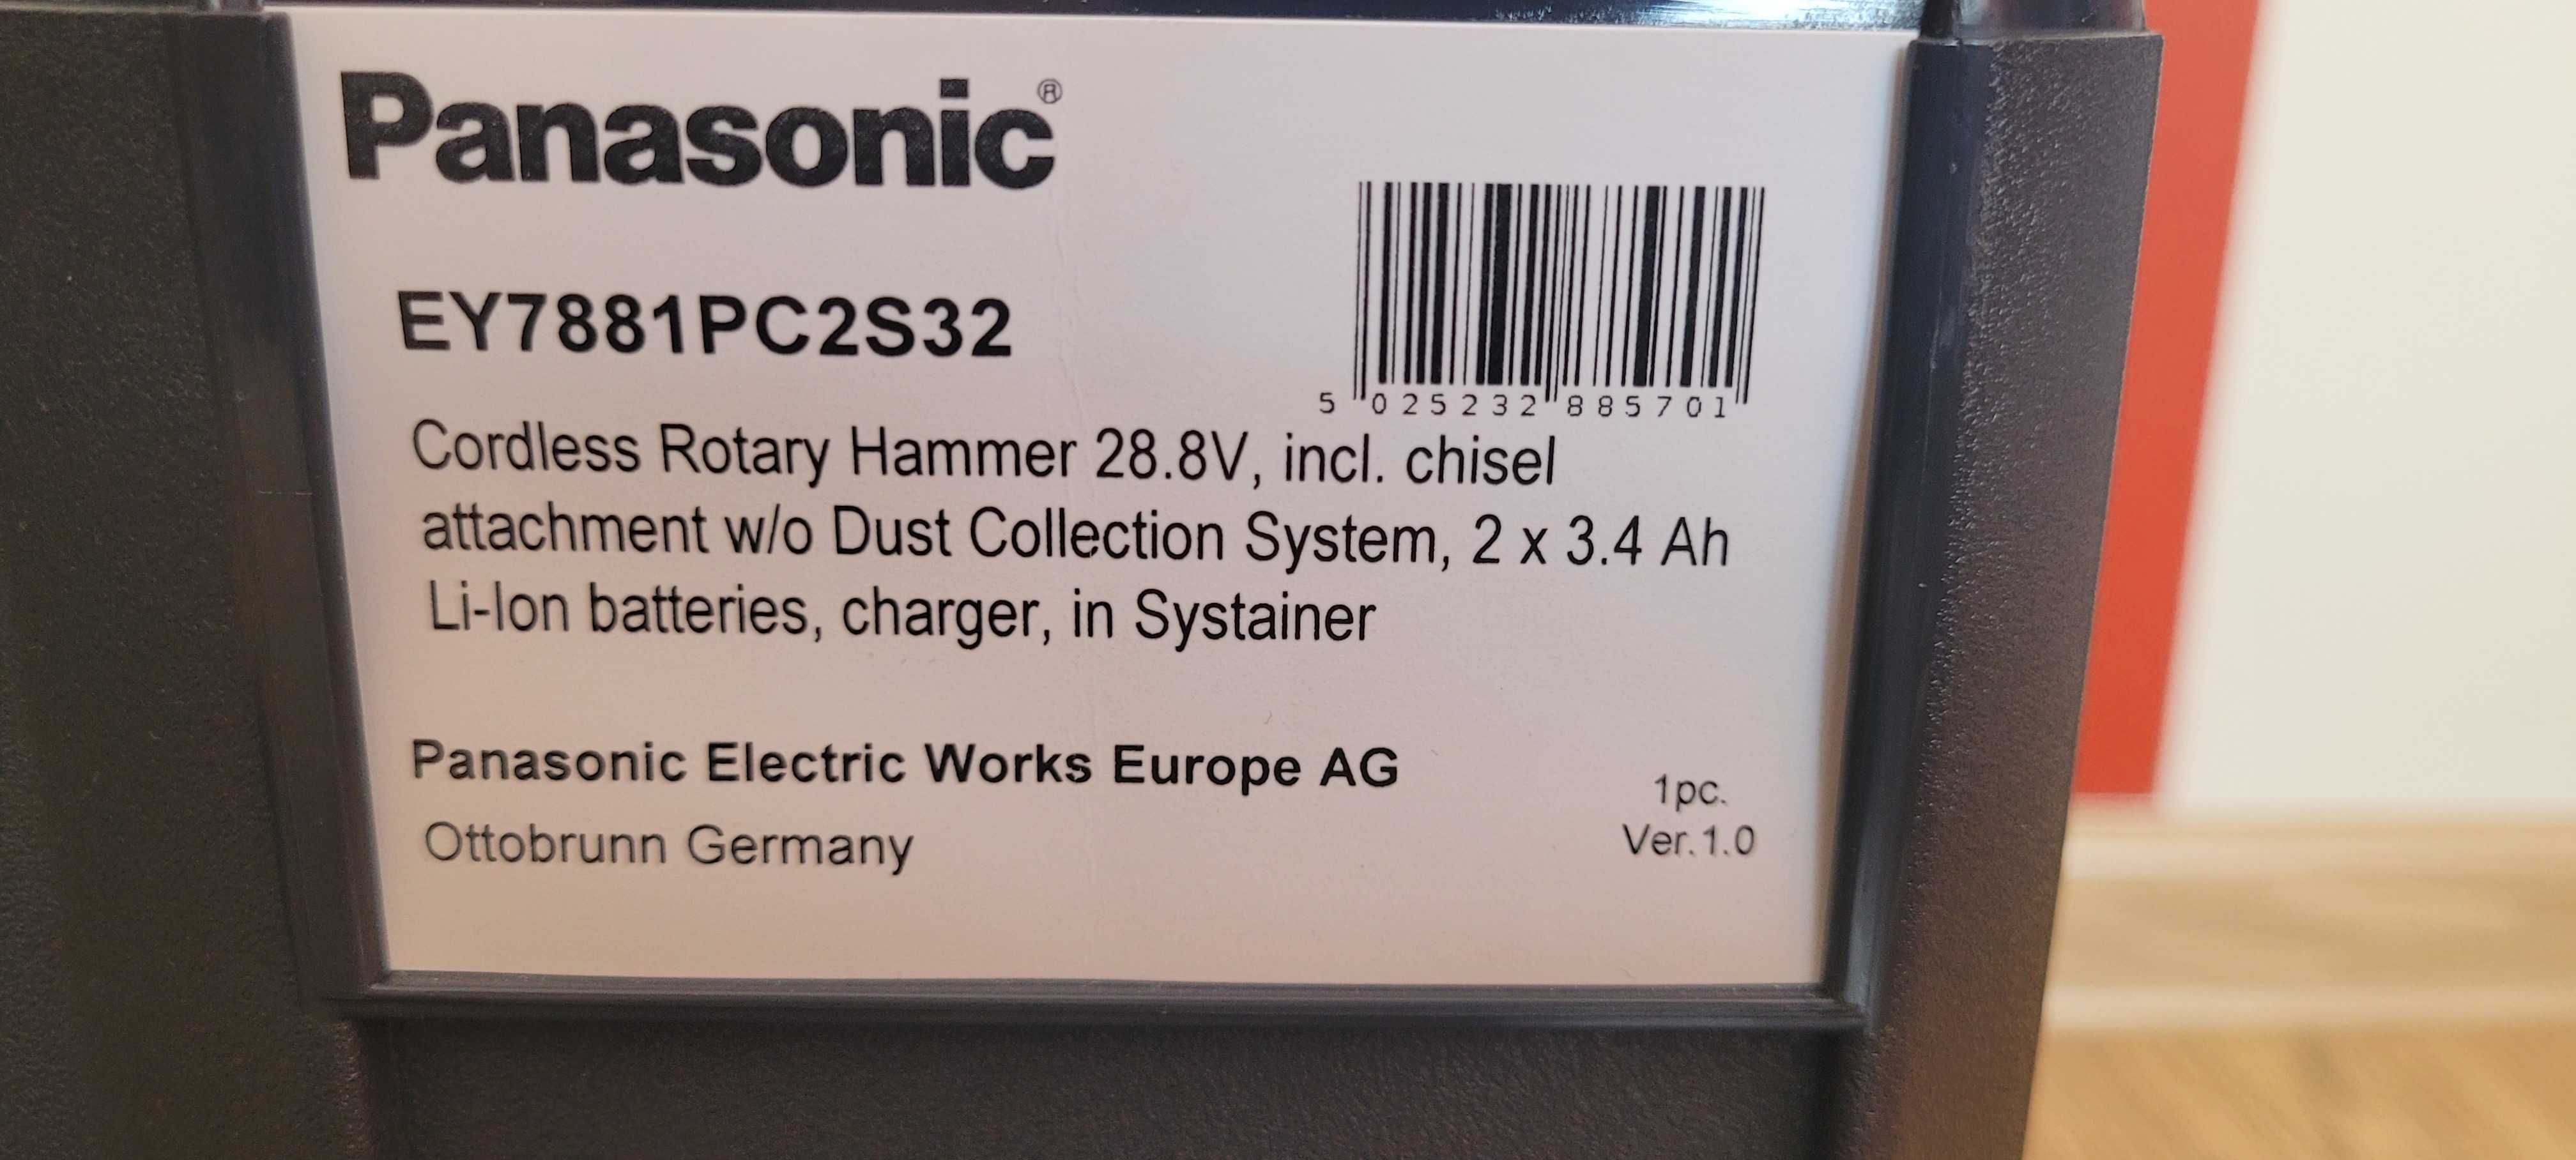 Panasonic®
EY7881PC2S32
5 025232 885701
Cordless Rotary Hammer 28.8V, incl. chisel
attachment w/o Dust Collection System, 2 x 3.4 Ah
Li-Ion batteries, charger, in Systainer
Panasonic Electric Works Europe AG
Ottobrunn Germany
1pc.
Ver.1.0